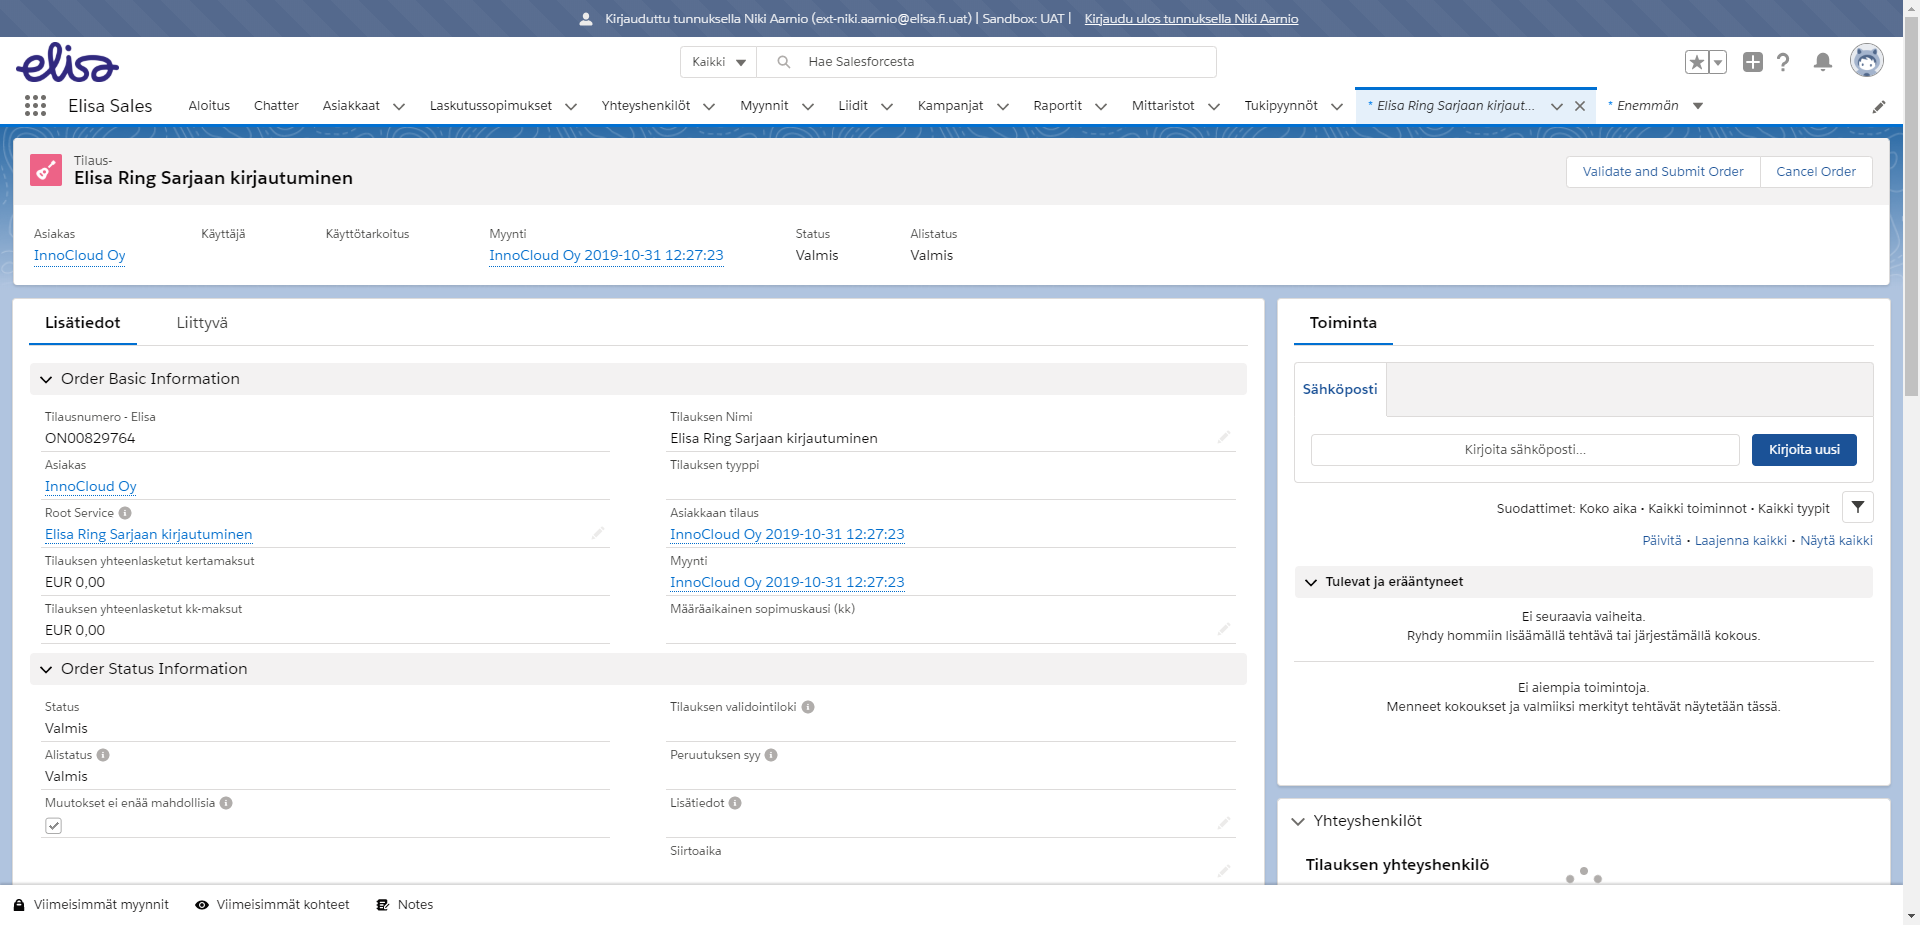 Kirjauduttu tunnuksella Niki Aarnio (ext-niki.aarnio@elisa.fi.uat) | Sandbox: UAT | Kirjaudu ulos tunnuksella Niki Aarnio
elisa
Kaikki Hae Salesforcesta
Elisa Sales Aloitus Chatter Asiakkaat Laskutussopimukset Yhteyshenkilöt Myynnit Liidit Kampanjat Raportit Mittaristot Tukipyynnöt * Elisa Ring Sarjaan kirjaut... * Enemmän
Tilaus-
Elisa Ring Sarjaan kirjautuminen
Validate and Submit Order Cancel Order
Asiakas Käyttäjä Käyttötarkoitus Myynti Status Alistatus
InnoCloud Oy InnoCloud Oy 2019-10-31 12:27:23 Valmis Valmis
Lisätiedot Liittyvä
Order Basic Information
Tilausnumero - Elisa Tilauksen Nimi
ON00829764 Elisa Ring Sarjaan kirjautuminen
Asiakas Tilauksen tyyppi
InnoCloud Oy
Root Service Asiakkaan tilaus
Elisa Ring Sarjaan kirjautuminen InnoCloud Oy 2019-10-31 12:27:23
Tilauksen yhteenlasketut kertamaksut Myynti
EUR 0,00 InnoCloud Oy 2019-10-31 12:27:23
Tilauksen yhteenlasketut kk-maksut Määräaikainen sopimuskausi (kk)
EUR 0,00
Order Status Information
Status Tilauksen validointiloki
Valmis
Alistatus Peruutuksen syy
Valmis
Muutokset ei enää mahdollisia Lisätiedot
Siirtoaika
Toiminta
Sähköposti
Kirjoita sähköposti... Kirjoita uusi
Suodattimet: Koko aika • Kaikki toiminnot • Kaikki tyypit
Päivitä • Laajenna kaikki • Näytä kaikki
Tulevat ja erääntyneet
Ei seuraavia vaiheita.
Ryhdy hommiin lisäämällä tehtävä tai järjestämällä kokous.
Ei aiempia toimintoja.
Menneet kokoukset ja valmiiksi merkityt tehtävät näytetään tässä.
Yhteyshenkilöt
Tilauksen yhteyshenkilö
Viimeisimmät myynnit Viimeisimmät kohteet Notes